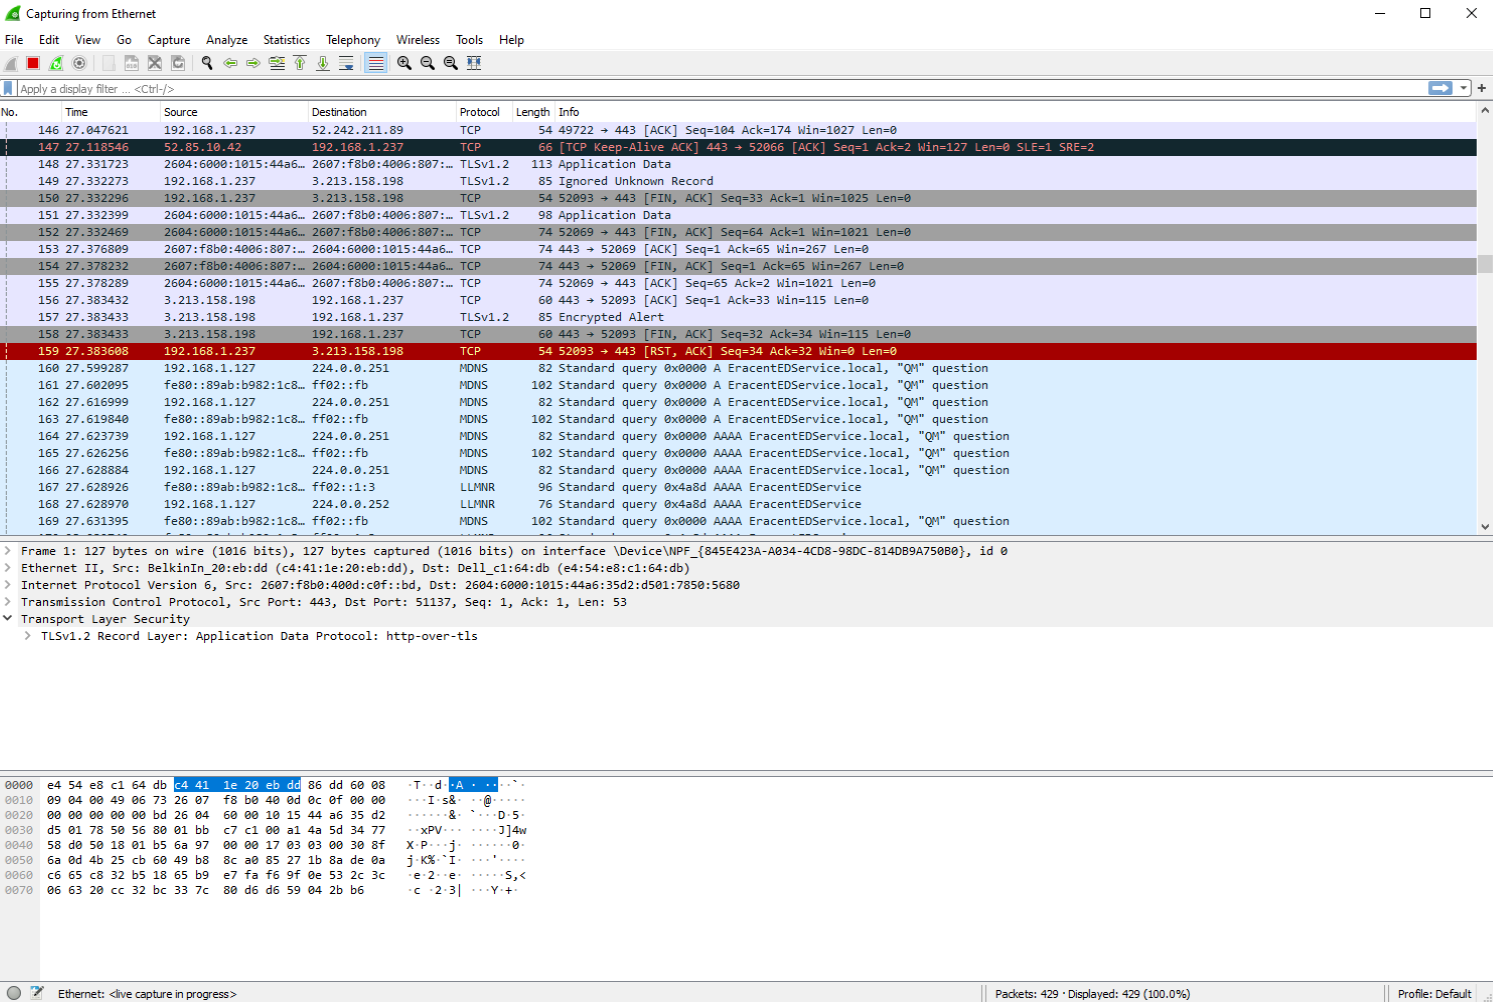 Capturing from Ethernet
File Edit View Go Capture Analyze Statistics Telephony Wireless Tools Help
Apply a display filter ... <Ctrl-/>
No. Time Source Destination Protocol Length Info
146 27.047621 192.168.1.237 52.242.211.89 TCP 54 49722 → 443 [ACK] Seq=104 Ack=174 Win=1027 Len=0
147 27.118546 52.85.10.42 192.168.1.237 TCP 66 [TCP Keep-Alive ACK] 443 → 52066 [ACK] Seq=1 Ack=2 Win=127 Len=0 SLE=1 SRE=2
148 27.331723 2604:6000:1015:44a6… 2607:f8b0:4006:807:… TLSv1.2 113 Application Data
149 27.332273 192.168.1.237 3.213.158.198 TLSv1.2 85 Ignored Unknown Record
150 27.332296 192.168.1.237 3.213.158.198 TCP 54 52093 → 443 [FIN, ACK] Seq=33 Ack=1 Win=1025 Len=0
151 27.332399 2604:6000:1015:44a6… 2607:f8b0:4006:807:… TLSv1.2 98 Application Data
152 27.332469 2604:6000:1015:44a6… 2607:f8b0:4006:807:… TCP 74 52069 → 443 [FIN, ACK] Seq=64 Ack=1 Win=1021 Len=0
153 27.376809 2607:f8b0:4006:807:… 2604:6000:1015:44a6… TCP 74 443 → 52069 [ACK] Seq=1 Ack=65 Win=267 Len=0
154 27.378232 2607:f8b0:4006:807:… 2604:6000:1015:44a6… TCP 74 443 → 52069 [FIN, ACK] Seq=1 Ack=65 Win=267 Len=0
155 27.378289 2604:6000:1015:44a6… 2607:f8b0:4006:807:… TCP 74 52069 → 443 [ACK] Seq=65 Ack=2 Win=1021 Len=0
156 27.383432 3.213.158.198 192.168.1.237 TCP 60 443 → 52093 [ACK] Seq=1 Ack=33 Win=115 Len=0
157 27.383433 3.213.158.198 192.168.1.237 TLSv1.2 85 Encrypted Alert
158 27.383433 3.213.158.198 192.168.1.237 TCP 60 443 → 52093 [FIN, ACK] Seq=32 Ack=34 Win=115 Len=0
159 27.383608 192.168.1.237 3.213.158.198 TCP 54 52093 → 443 [RST, ACK] Seq=34 Ack=32 Win=0 Len=0
160 27.599287 192.168.1.127 224.0.0.251 MDNS 82 Standard query 0x0000 A EracentEDService.local, "QM" question
161 27.602095 fe80::89ab:b982:1c8… ff02::fb MDNS 102 Standard query 0x0000 A EracentEDService.local, "QM" question
162 27.616999 192.168.1.127 224.0.0.251 MDNS 82 Standard query 0x0000 A EracentEDService.local, "QM" question
163 27.619840 fe80::89ab:b982:1c8… ff02::fb MDNS 102 Standard query 0x0000 A EracentEDService.local, "QM" question
164 27.623739 192.168.1.127 224.0.0.251 MDNS 82 Standard query 0x0000 AAAA EracentEDService.local, "QM" question
165 27.626256 fe80::89ab:b982:1c8… ff02::fb MDNS 102 Standard query 0x0000 AAAA EracentEDService.local, "QM" question
166 27.628884 192.168.1.127 224.0.0.251 MDNS 82 Standard query 0x0000 AAAA EracentEDService.local, "QM" question
167 27.628926 fe80::89ab:b982:1c8… ff02::1:3 LLMNR 96 Standard query 0x4a8d AAAA EracentEDService
168 27.628970 192.168.1.127 224.0.0.252 LLMNR 76 Standard query 0x4a8d AAAA EracentEDService
169 27.631395 fe80::89ab:b982:1c8… ff02::fb MDNS 102 Standard query 0x0000 AAAA EracentEDService.local, "QM" question
Frame 1: 127 bytes on wire (1016 bits), 127 bytes captured (1016 bits) on interface \Device\NPF_{845E423A-A034-4CD8-98DC-814DB9A750B0}, id 0
Ethernet II, Src: BelkinIn_20:eb:dd (c4:41:1e:20:eb:dd), Dst: Dell_c1:64:db (e4:54:e8:c1:64:db)
Internet Protocol Version 6, Src: 2607:f8b0:400d:c0f::bd, Dst: 2604:6000:1015:44a6:35d2:d501:7850:5680
Transmission Control Protocol, Src Port: 443, Dst Port: 51137, Seq: 1, Ack: 1, Len: 53
Transport Layer Security
TLSv1.2 Record Layer: Application Data Protocol: http-over-tls
0000 e4 54 e8 c1 64 db c4 41 1e 20 eb dd 86 dd 60 08 ·T··d··A · ····`·
0010 09 04 00 49 06 73 26 07 f8 b0 40 0d 0c 0f 00 00 ···I·s&· ··@·····
0020 00 00 00 00 00 bd 26 04 60 00 10 15 44 a6 35 d2 ······&· `···D·5·
0030 d5 01 78 50 56 80 01 bb c7 c1 00 a1 4a 5d 34 77 ··xPV··· ····J]4w
0040 58 d0 50 18 01 b5 6a 97 00 00 17 03 03 00 30 8f X·P···j· ······0·
0050 6a 0d 4b 25 cb 60 49 b8 8c a0 85 27 1b 8a de 0a j·K%·`I· ···'····
0060 c6 65 c8 32 b5 18 65 b9 e7 fa f6 9f 0e 53 2c 3c ·e·2··e· ·····S,<
0070 06 63 20 cc 32 bc 33 7c 80 d6 d6 59 04 2b b6 ·c ·2·3| ···Y·+·
Ethernet: <live capture in progress> Packets: 429 · Displayed: 429 (100.0%) Profile: Default